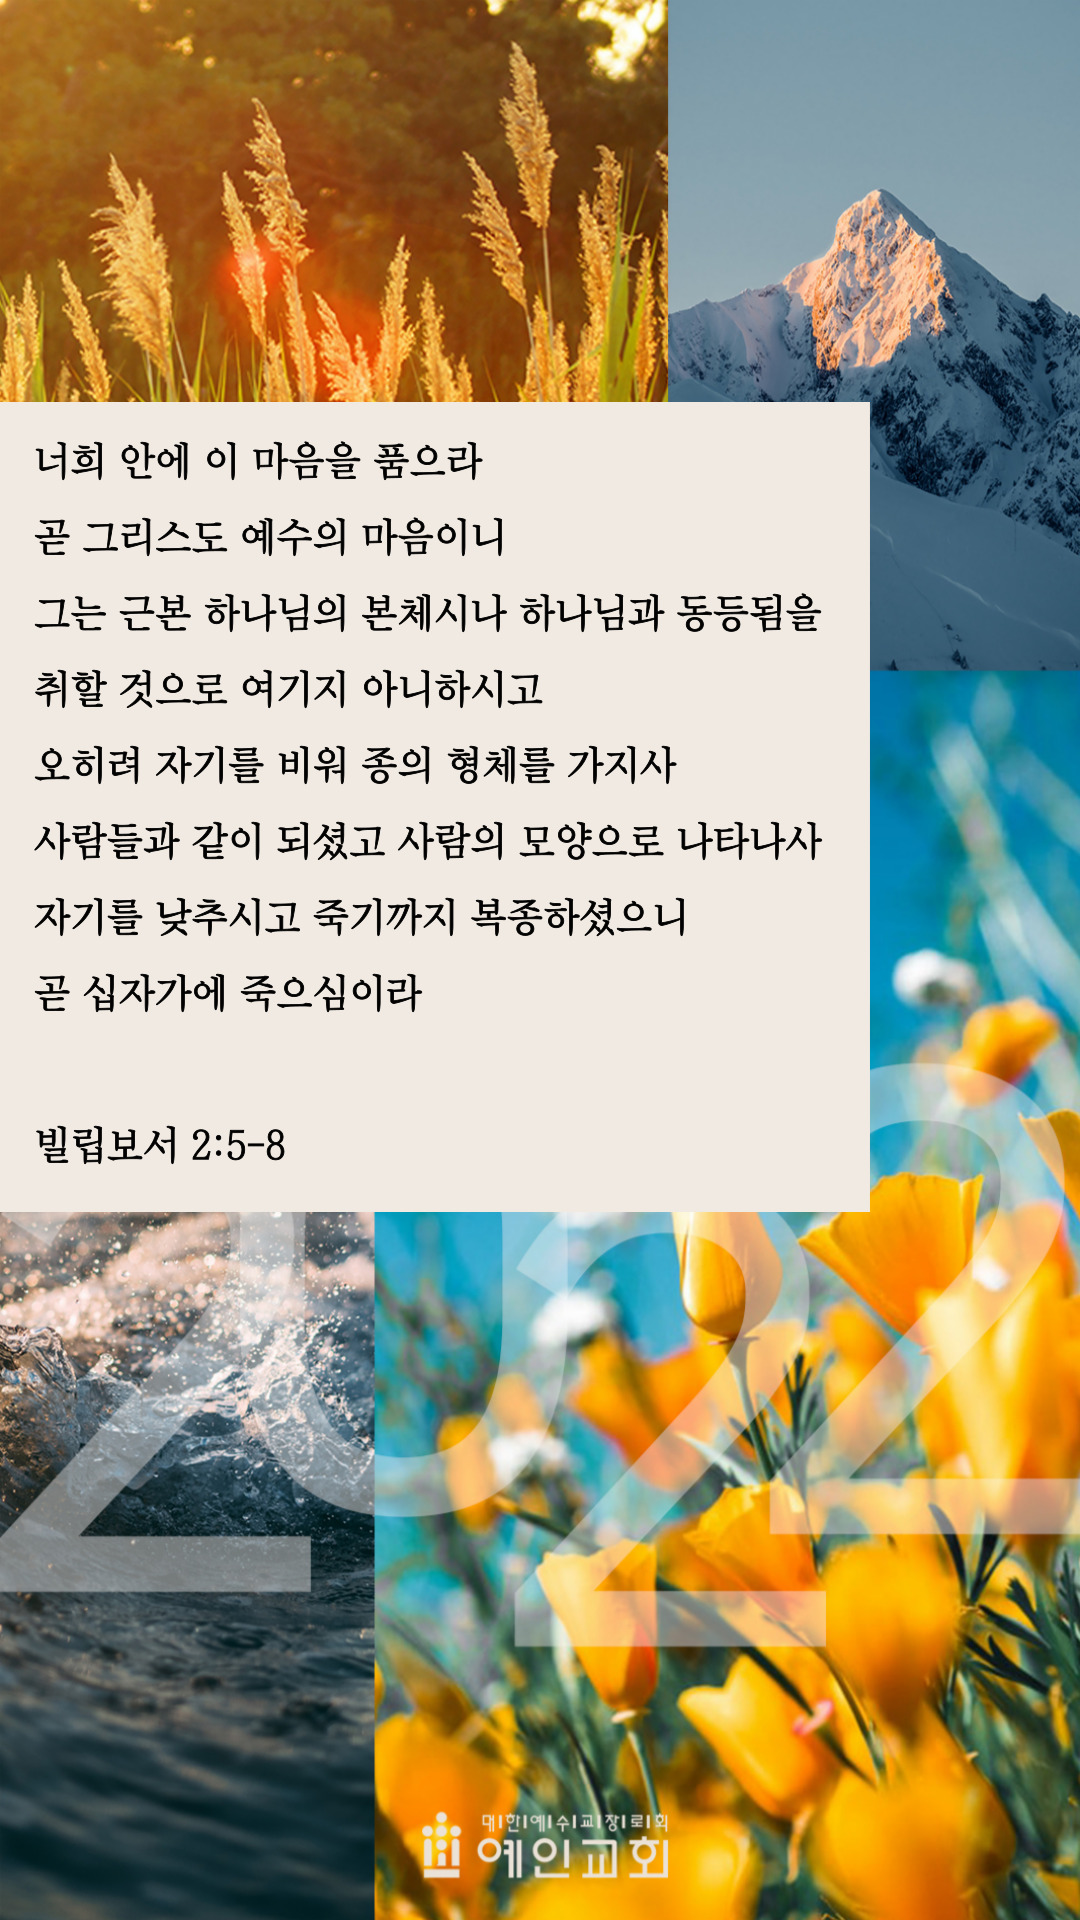 너희 안에 이 마음을 품으라
곧 그리스도 예수의 마음이니
그는 근본 하나님의 본체시나 하나님과 동등됨을
취할 것으로 여기지 아니하시고
오히려 자기를 비워 종의 형체를 가지사
사람들과 같이 되셨고 사람의 모양으로 나타나사
자기를 낮추시고 죽기까지 복종하셨으니
곧 십자가에 죽으심이라
빌립보서 2:5-8
2022
대한예수교장로회
예인교회